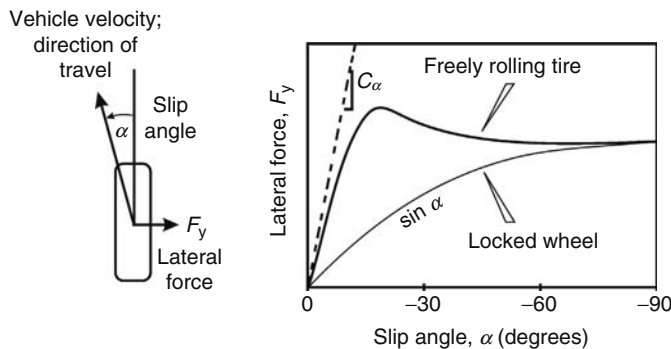 Vehicle velocity;
direction of
travel
Slip
angle
α
F_y
Lateral
force
Lateral force, F_y
C_α
Freely rolling tire
sin α
Locked wheel
0
−30
−60
−90
Slip angle, α (degrees)